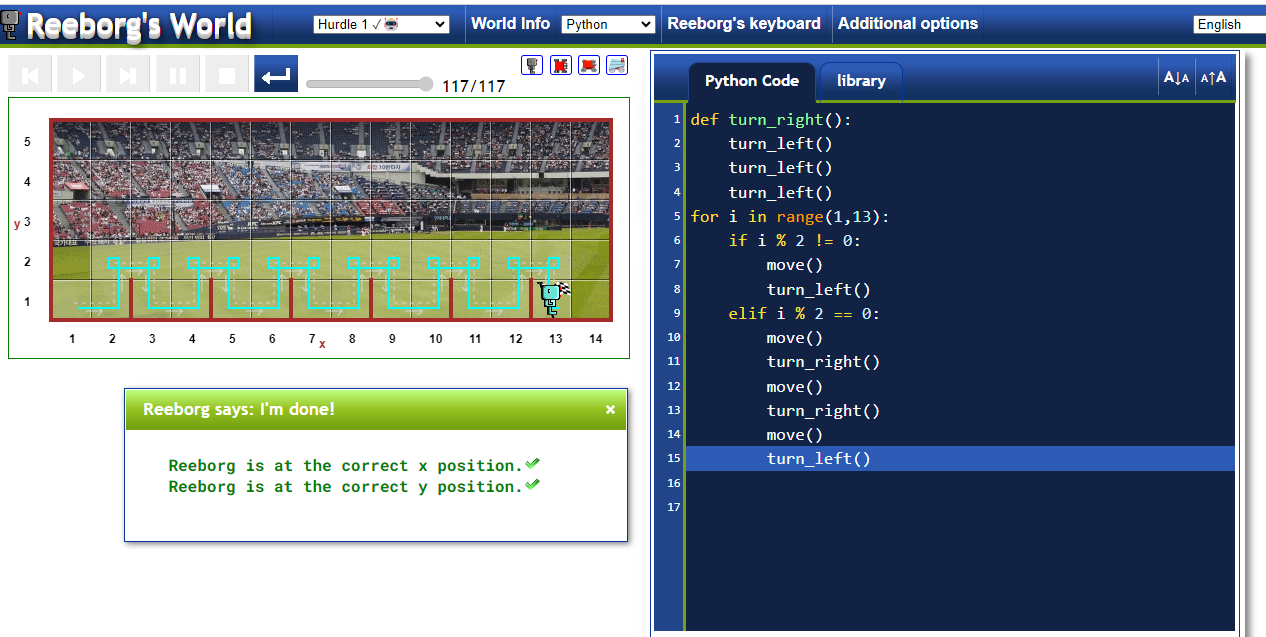 Reeborg's World
Hurdle 1 ✓🤖
World Info
Python
Reeborg's keyboard
Additional options
English
117/117
5
4
y 3
2
1
1 2 3 4 5 6 7 x 8 9 10 11 12 13 14
Reeborg says: I'm done! ×
Reeborg is at the correct x position.✓
Reeborg is at the correct y position.✓
Python Code
library
A↓A A↑A
1 def turn_right():
2     turn_left()
3     turn_left()
4     turn_left()
5 for i in range(1,13):
6     if i % 2 != 0:
7         move()
8         turn_left()
9     elif i % 2 == 0:
10         move()
11         turn_right()
12         move()
13         turn_right()
14         move()
15         turn_left()
16
17